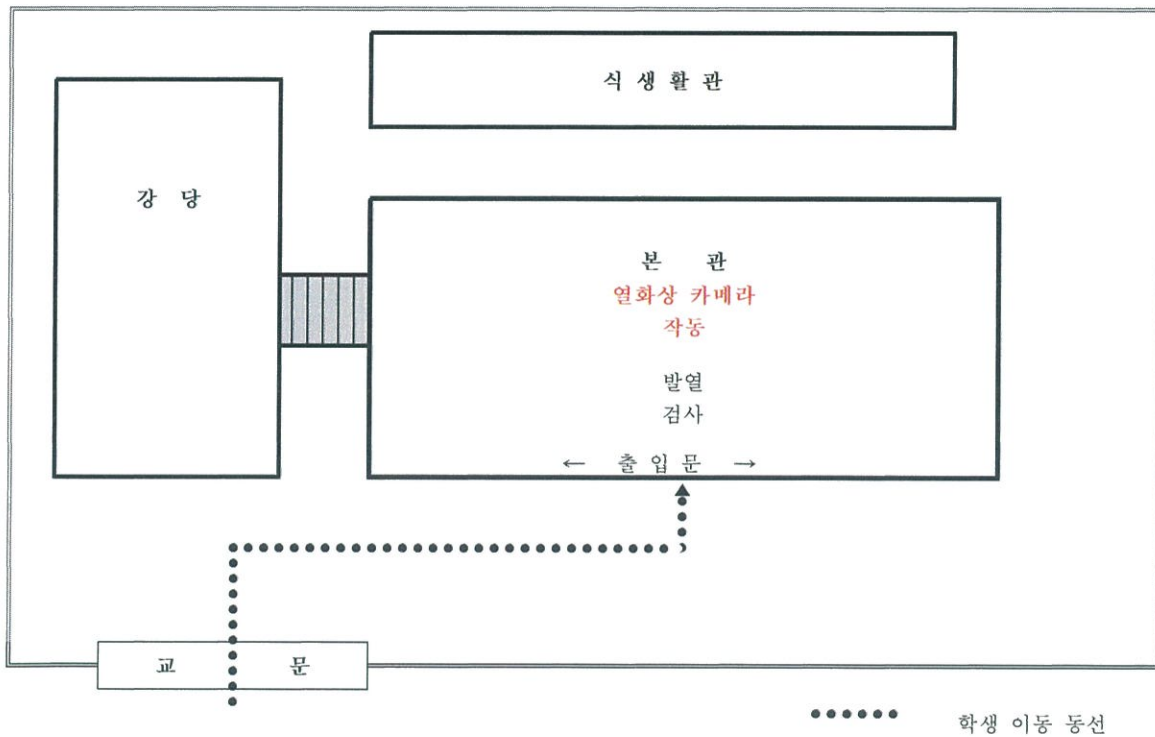 식 생 활 관
강 당
본 관
열화상 카메라
작동
발열
검사
← 출 입 문 →
교 문
학생 이동 동선